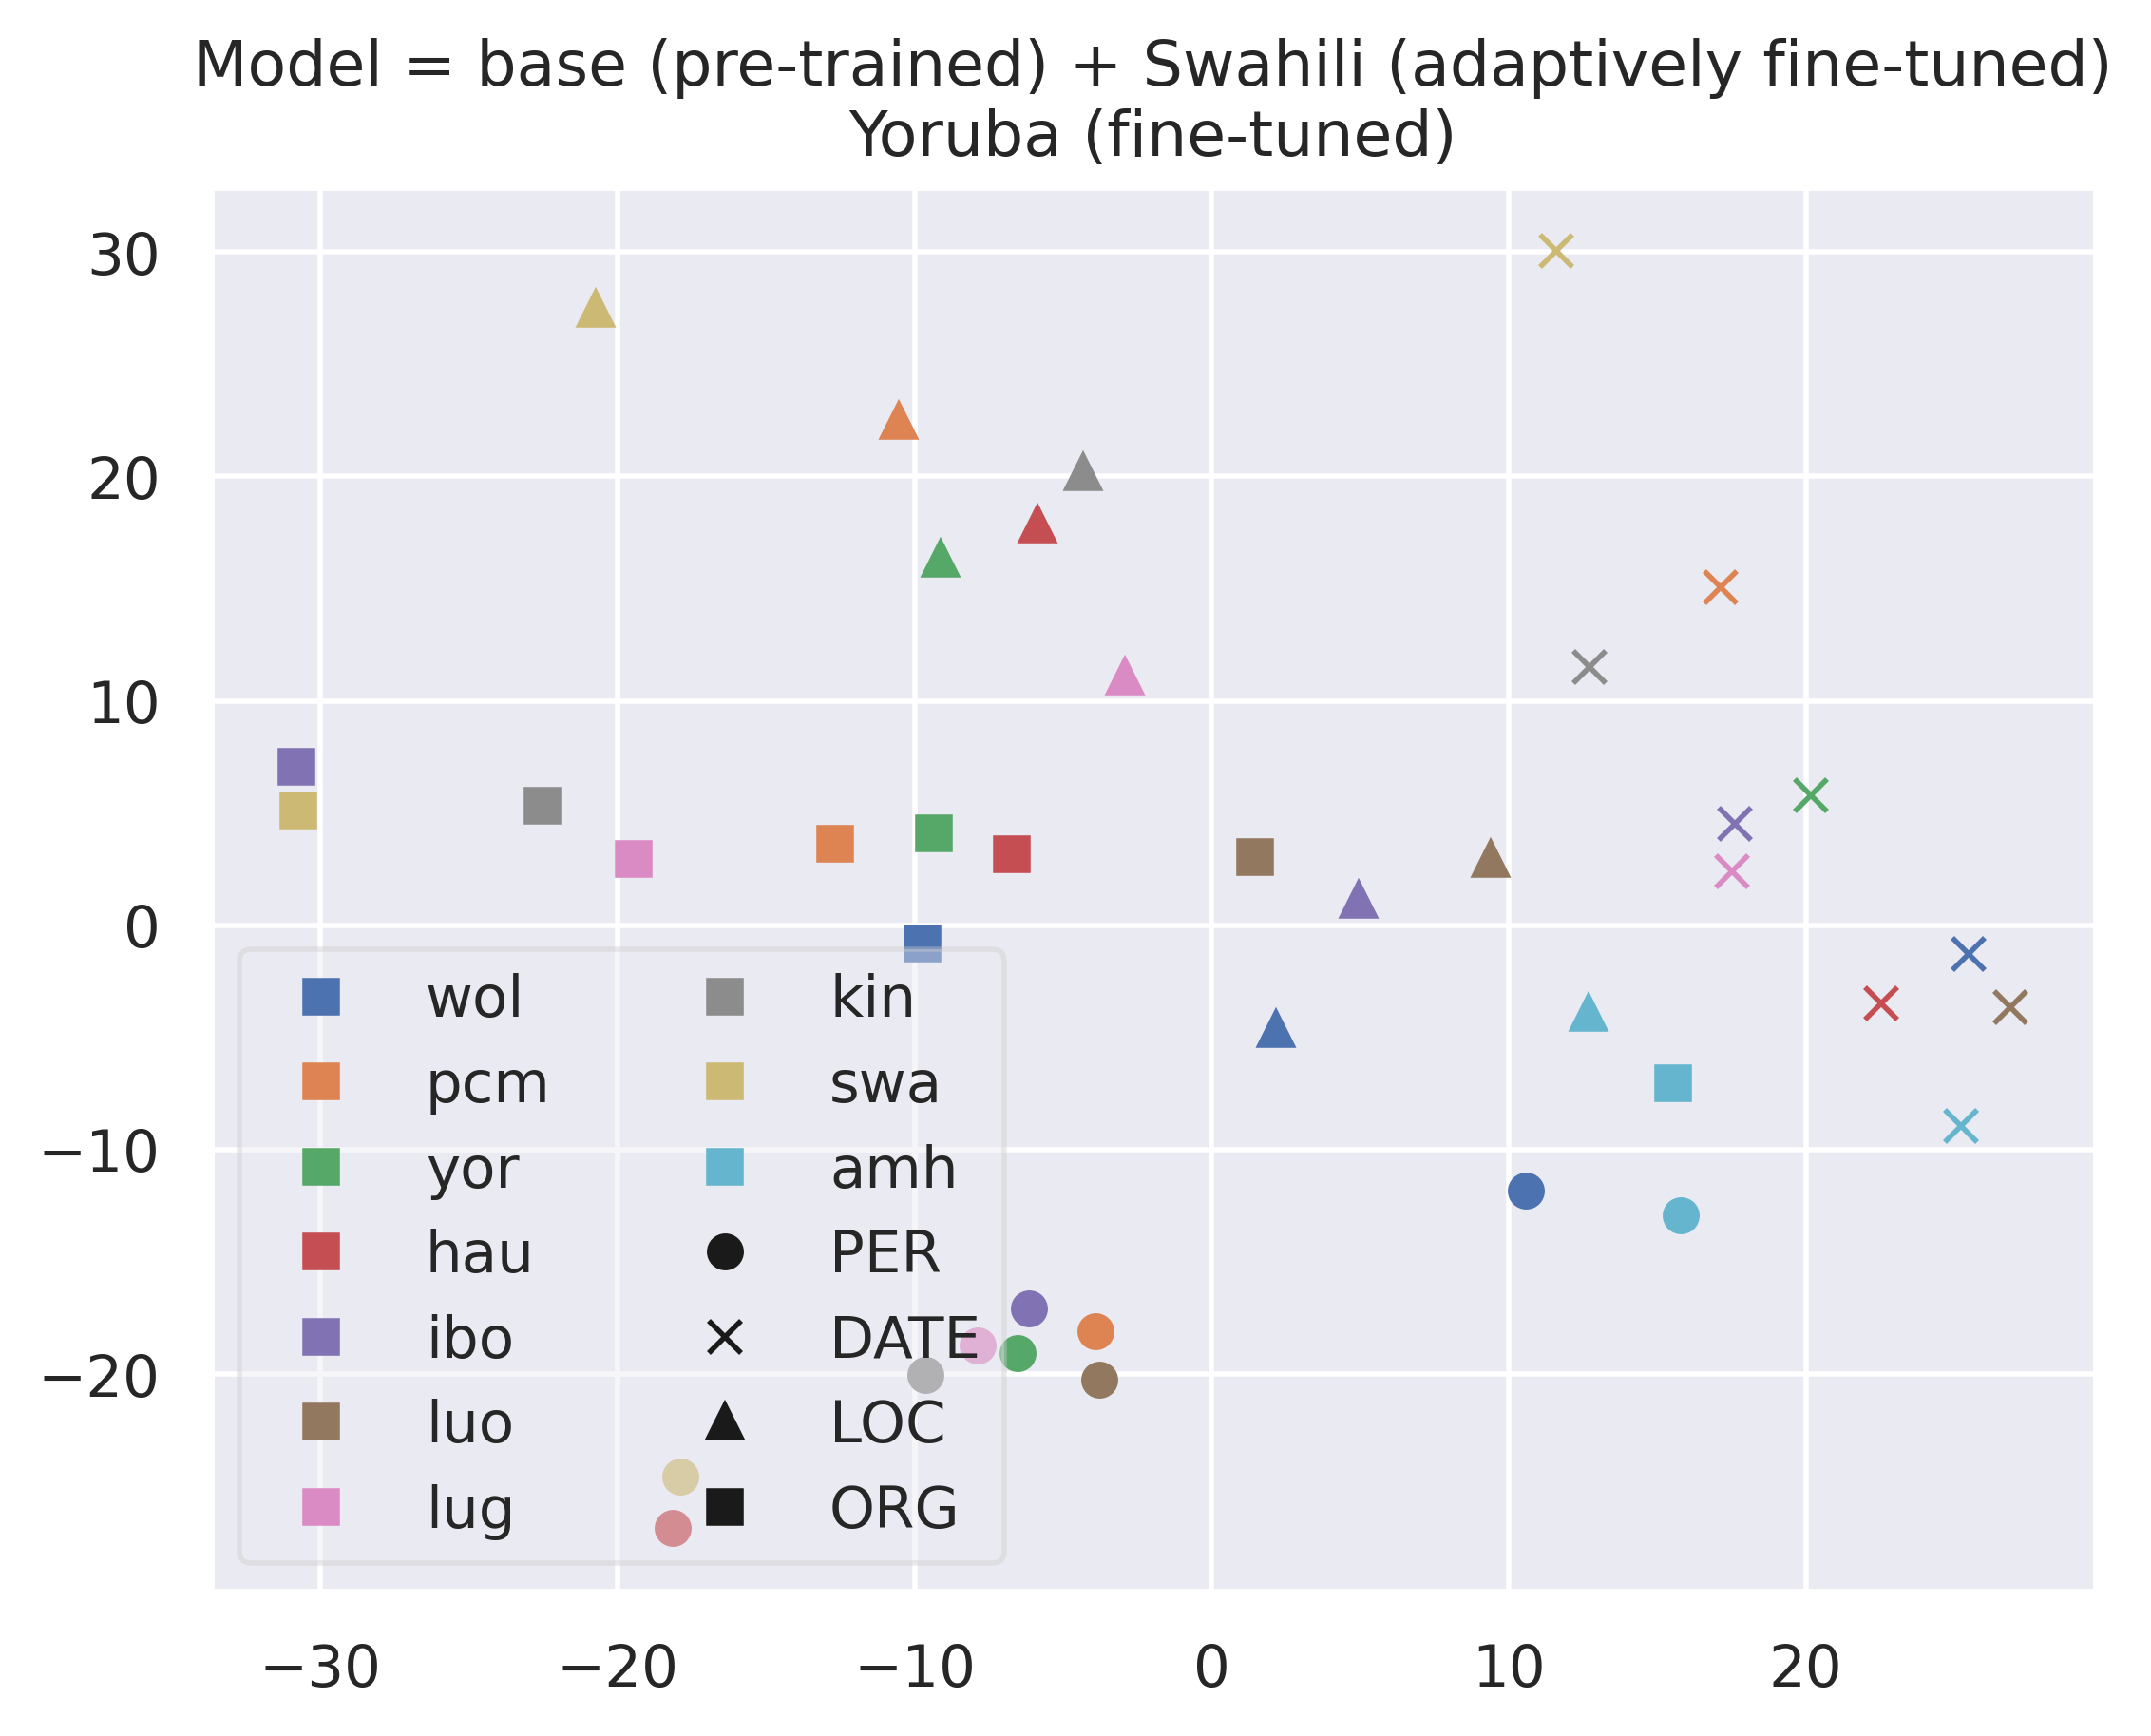 Model = base (pre-trained) + Swahili (adaptively fine-tuned)
Yoruba (fine-tuned)
30
20
10
0
−10
−20
wol
pcm
yor
hau
ibo
luo
lug
kin
swa
amh
PER
DATE
LOC
ORG
−30
−20
−10
0
10
20